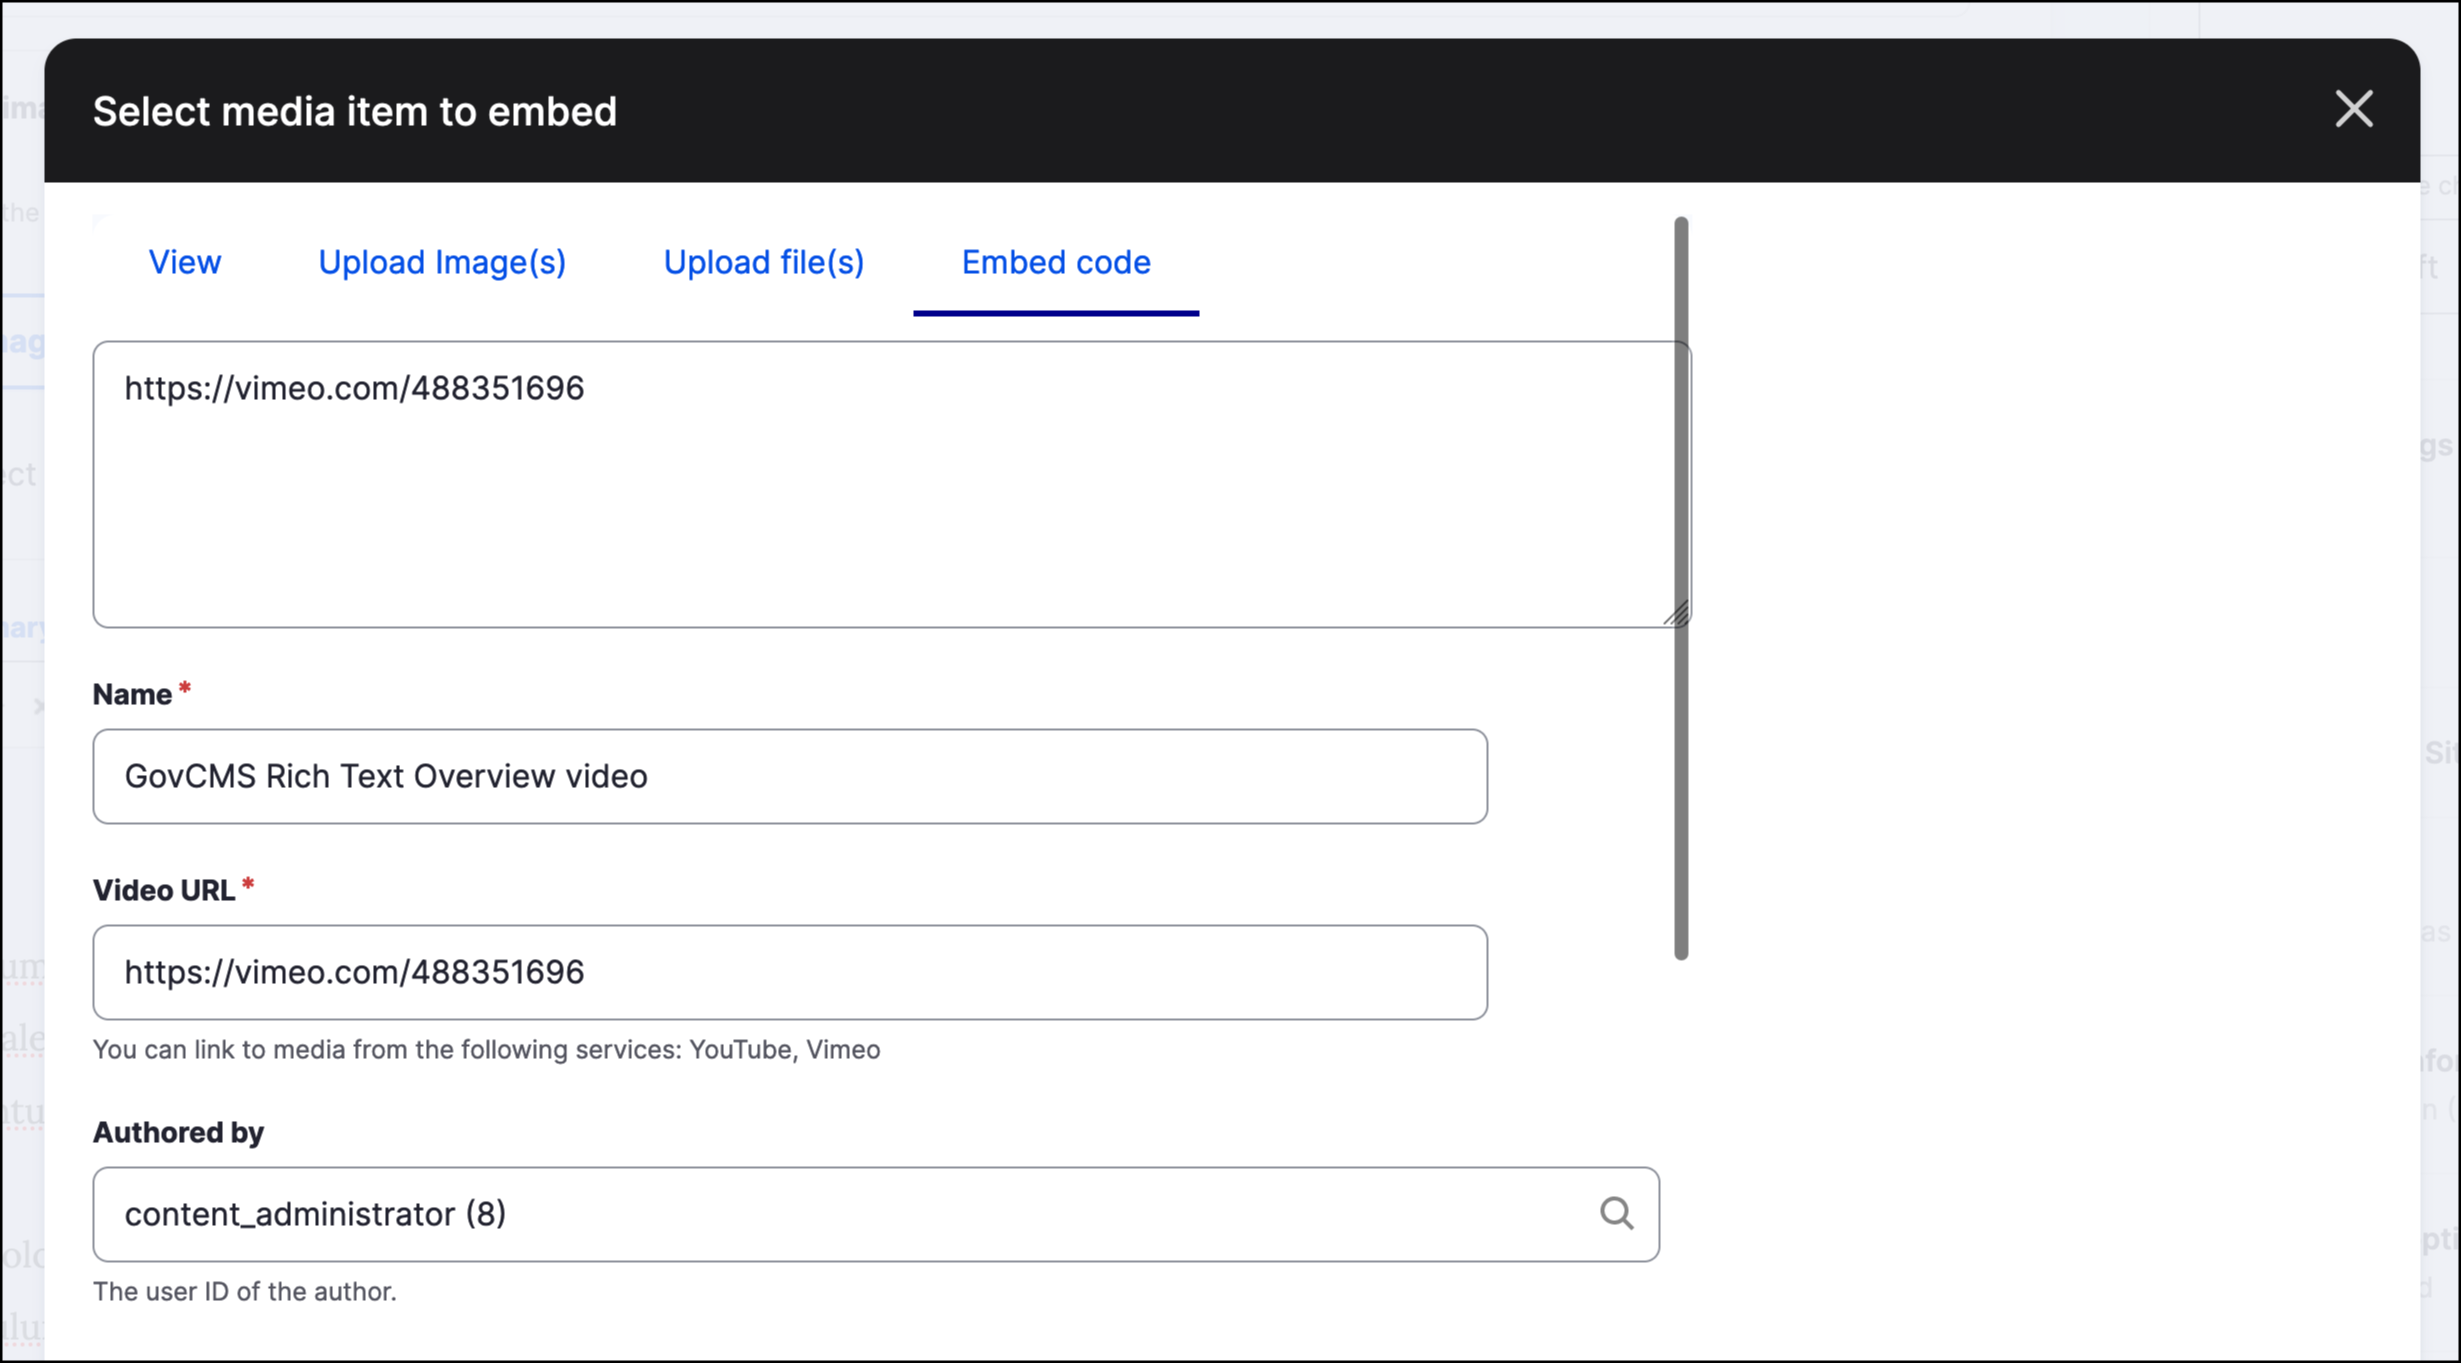 Select media item to embed
View Upload Image(s) Upload file(s) Embed code
https://vimeo.com/488351696
Name *
GovCMS Rich Text Overview video
Video URL *
https://vimeo.com/488351696
You can link to media from the following services: YouTube, Vimeo
Authored by
content_administrator (8)
The user ID of the author.